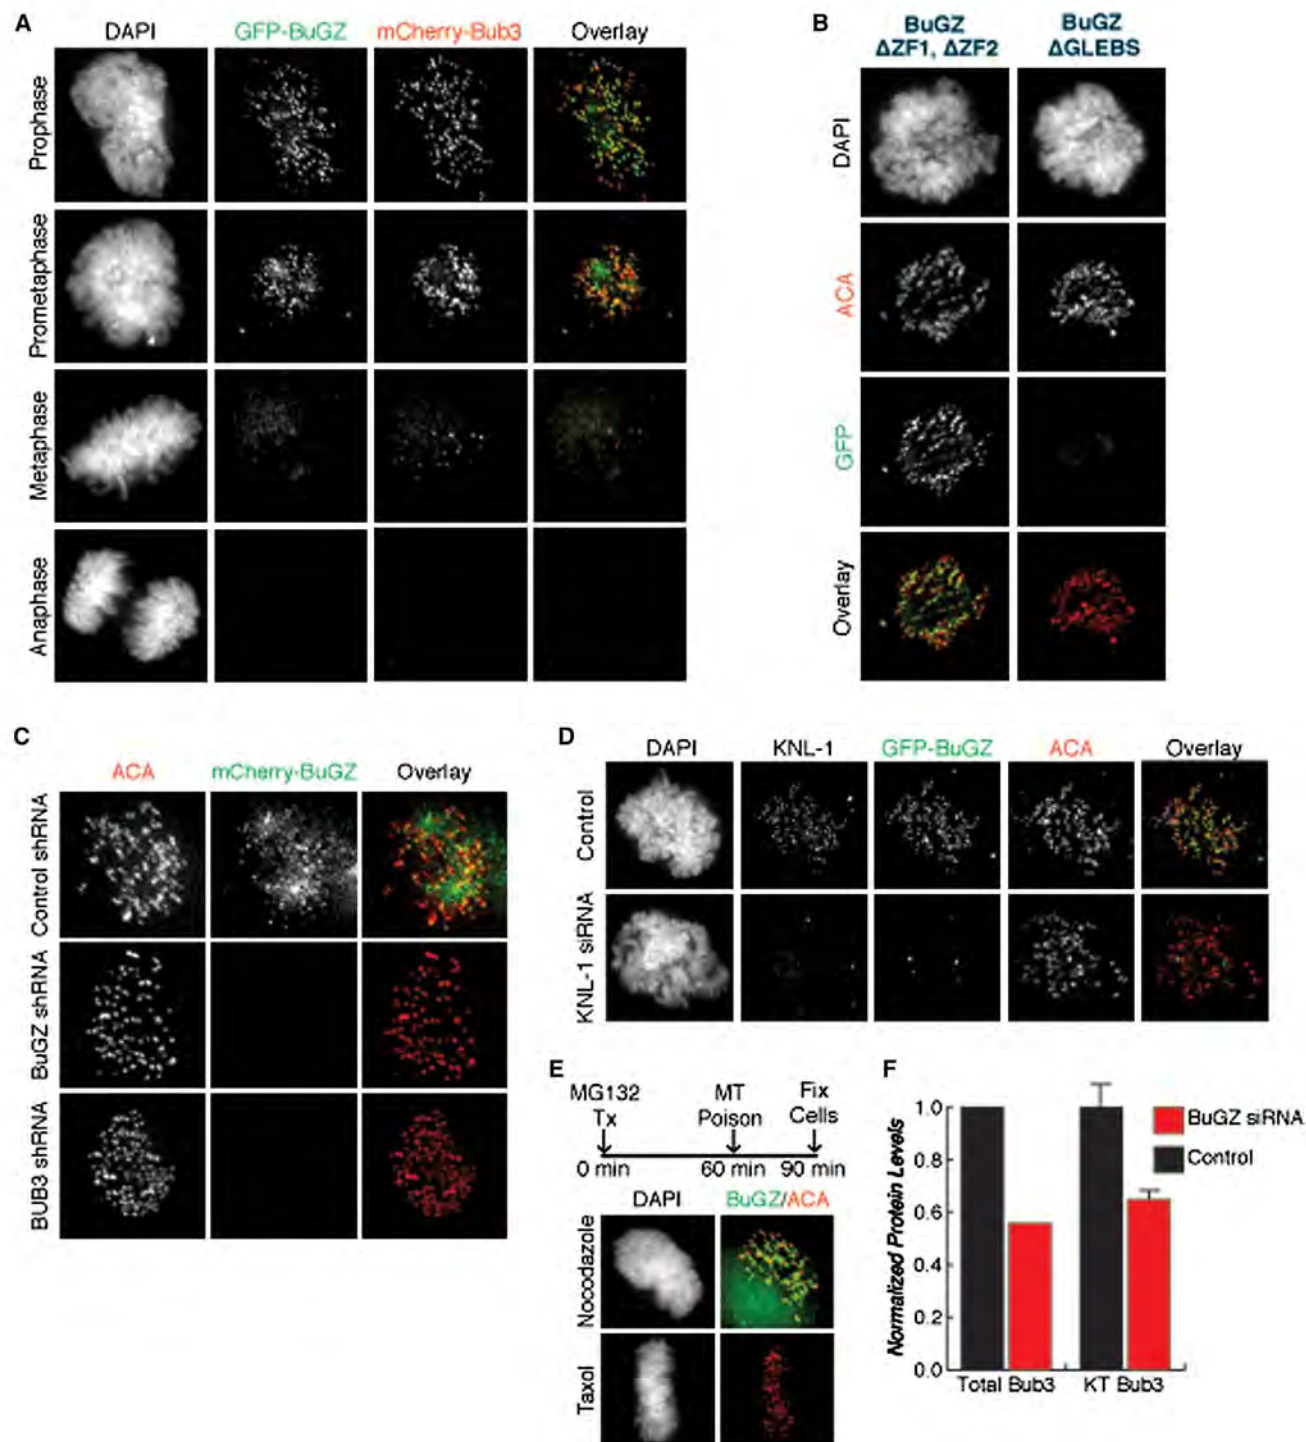 A
DAPI GFP-BuGZ mCherry-Bub3 Overlay
Prophase
Prometaphase
Metaphase
Anaphase
B
BuGZ
ΔZF1, ΔZF2
BuGZ
ΔGLEBS
DAPI
ACA
GFP
Overlay
C
ACA mCherry-BuGZ Overlay
Control shRNA
BuGZ shRNA
BUB3 shRNA
D
DAPI KNL-1 GFP-BuGZ ACA Overlay
Control
KNL-1 siRNA
E
MG132
Tx
MT
Poison
Fix
Cells
0 min 60 min 90 min
DAPI BuGZ/ACA
Nocodazole
Taxol
F
Normalized Protein Levels
1.0
0.8
0.6
0.4
0.2
0.0
BuGZ siRNA
Control
Total Bub3 KT Bub3